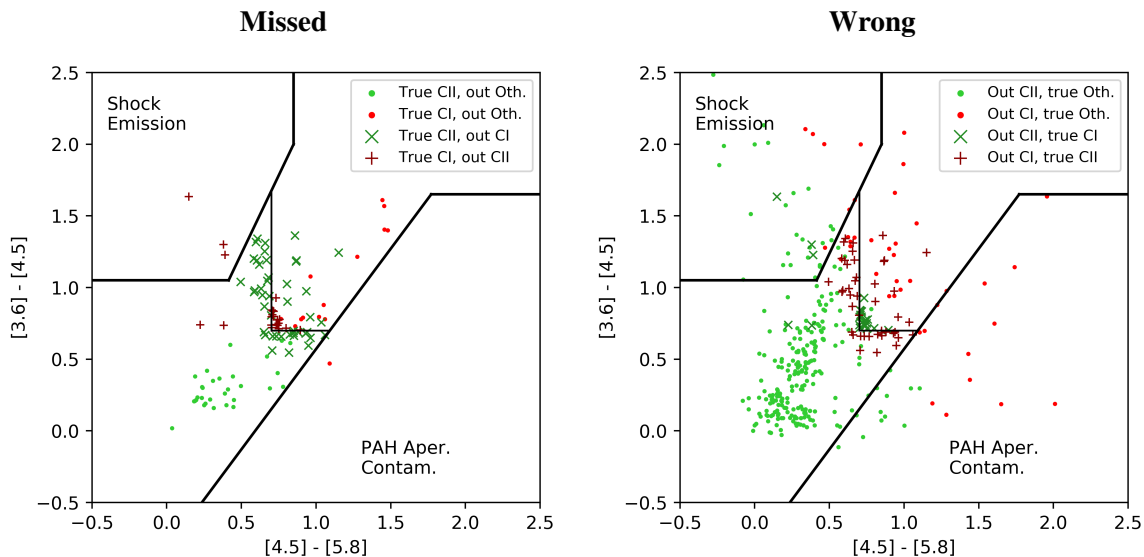 Missed
2.5
2.0
1.5
1.0
0.5
0.0
−0.5
[3.6] - [4.5]
Shock
Emission
True CII, out Oth.
True CI, out Oth.
True CII, out CI
True CI, out CII
PAH Aper.
Contam.
−0.5 0.0 0.5 1.0 1.5 2.0 2.5
[4.5] - [5.8]
Wrong
2.5
2.0
1.5
1.0
0.5
0.0
−0.5
[3.6] - [4.5]
Shock
Emission
Out CII, true Oth.
Out CI, true Oth.
Out CII, true CI
Out CI, true CII
PAH Aper.
Contam.
−0.5 0.0 0.5 1.0 1.5 2.0 2.5
[4.5] - [5.8]